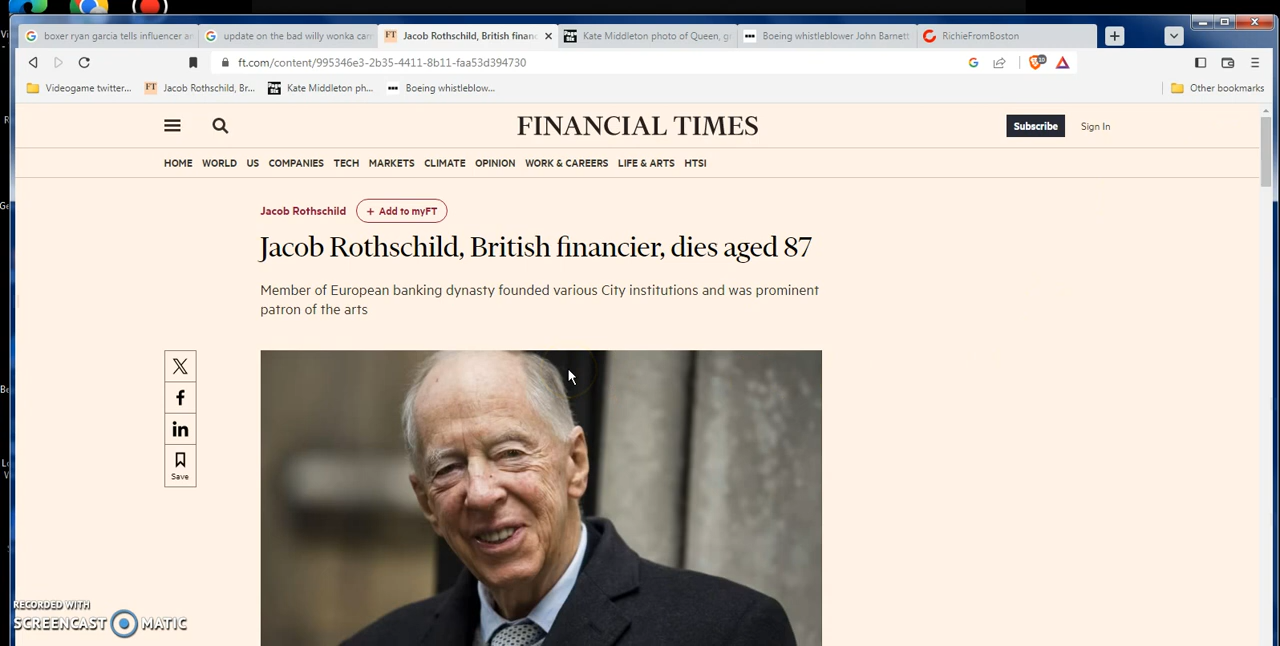 boxer ryan garcia tells influencer an
update on the bad willy wonka cam
FT Jacob Rothschild, British financ
Kate Middleton photo of Queen, gr
Boeing whistleblower John Barnett
RichieFromBoston
ft.com/content/995346e3-2b35-4411-8b11-faa53d394730
Videogame twitter...
FT Jacob Rothschild, Br...
Kate Middleton ph...
Boeing whistleblow...
Other bookmarks
FINANCIAL TIMES
Subscribe
Sign In
HOME WORLD US COMPANIES TECH MARKETS CLIMATE OPINION WORK & CAREERS LIFE & ARTS HTSI
Jacob Rothschild
+ Add to myFT
Jacob Rothschild, British financier, dies aged 87
Member of European banking dynasty founded various City institutions and was prominent
patron of the arts
Save
RECORDED WITH
SCREENCAST MATIC